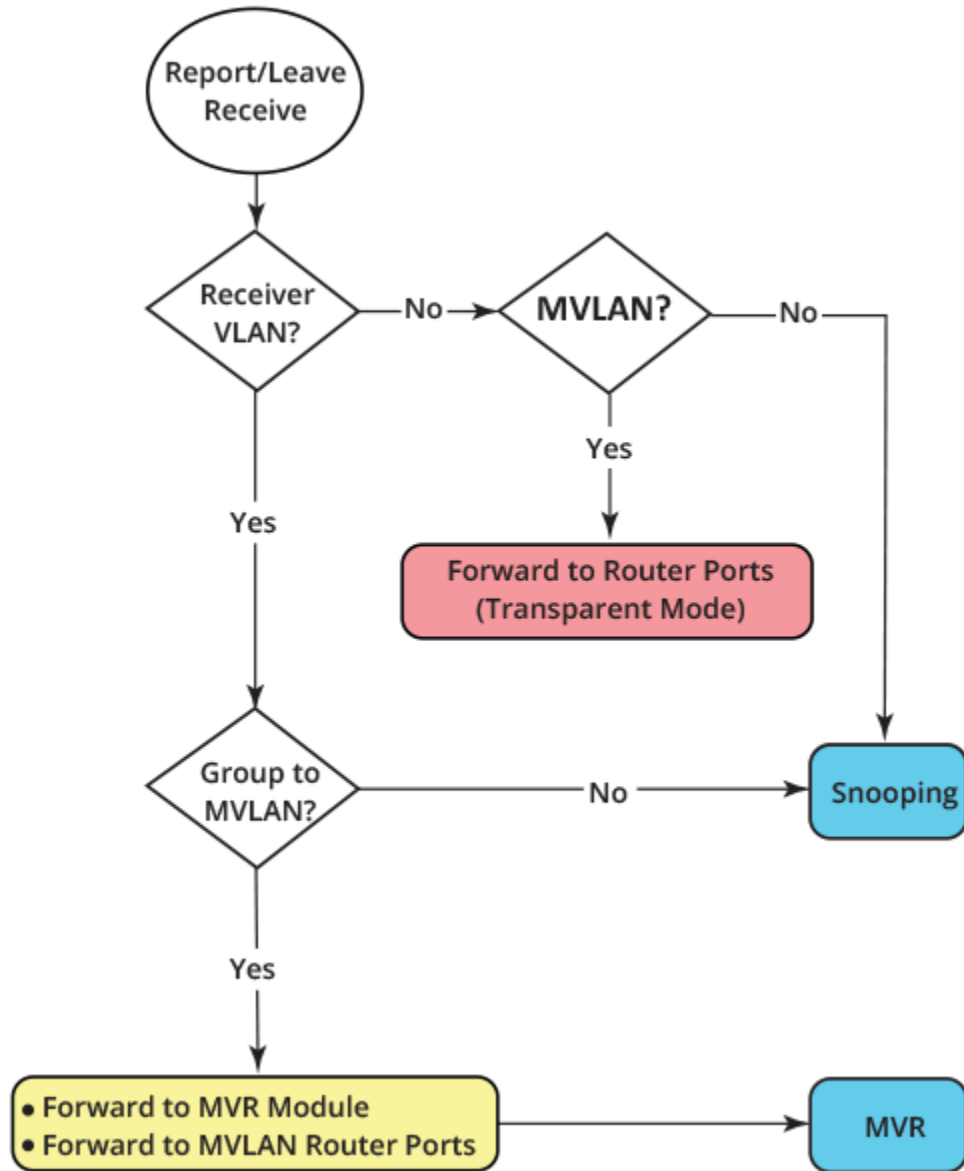 Report/Leave
Receive
Receiver
VLAN?
No
MVLAN?
No
Yes
Yes
Forward to Router Ports
(Transparent Mode)
Group to
MVLAN?
No
Snooping
Yes
• Forward to MVR Module
• Forward to MVLAN Router Ports
MVR